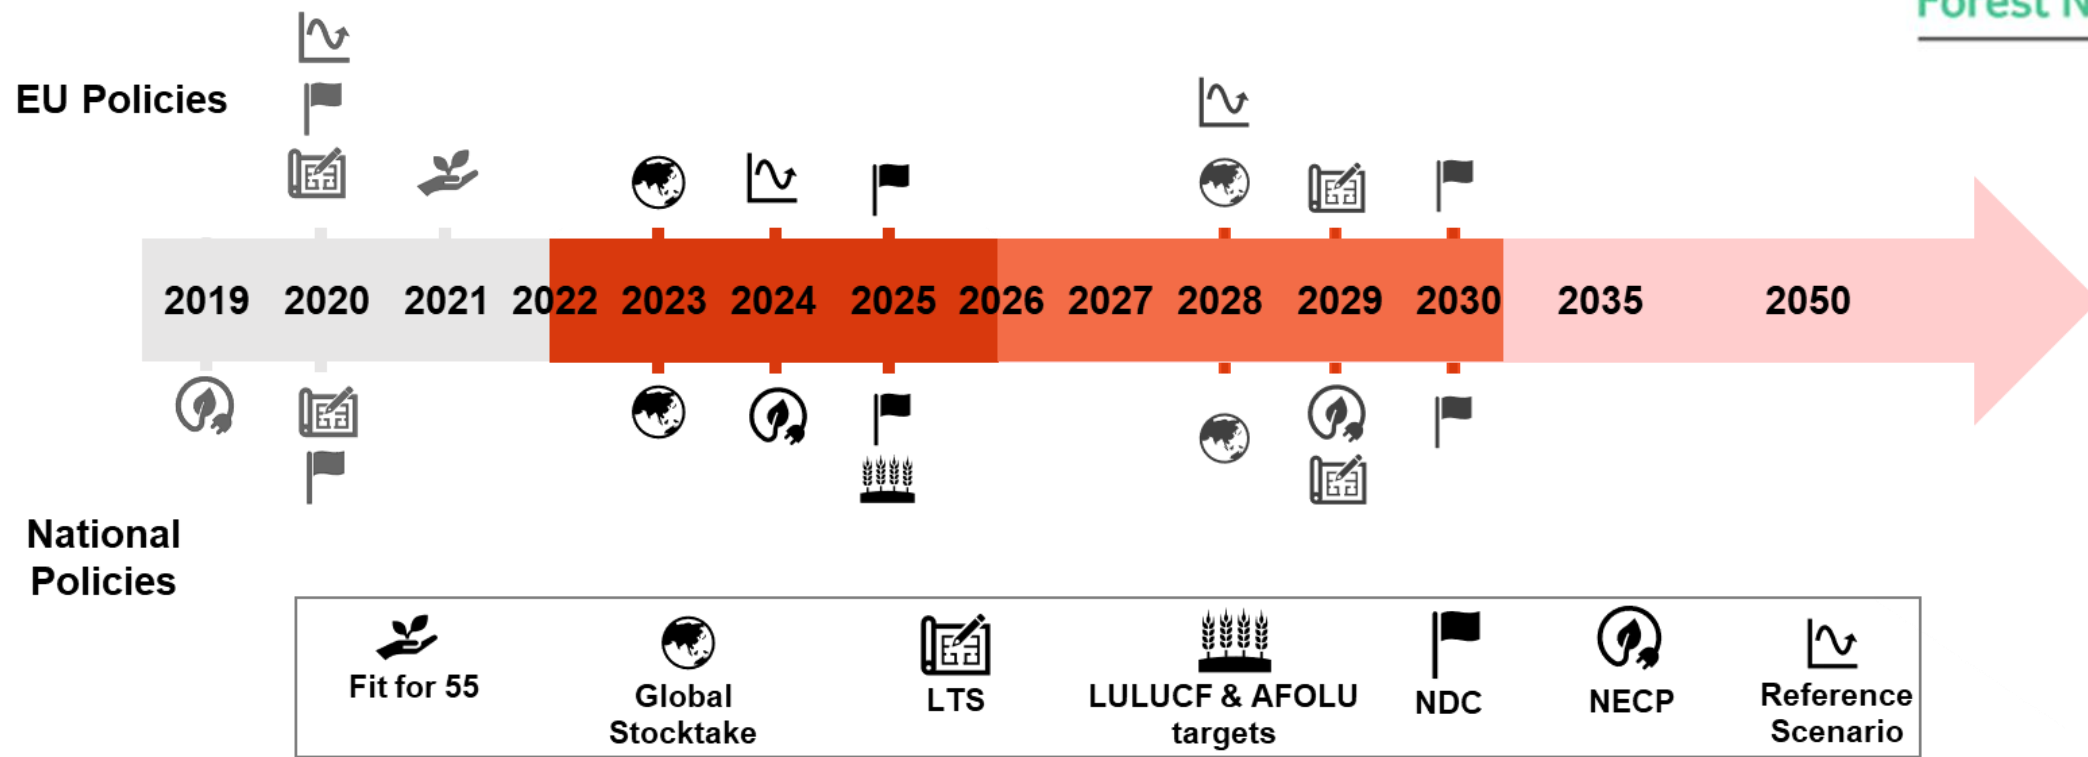 Forest N
EU Policies
2019 2020 2021 2022 2023 2024 2025 2026 2027 2028 2029 2030 2035 2050
National
Policies
Fit for 55
Global
Stocktake
LTS
LULUCF & AFOLU
targets
NDC
NECP
Reference
Scenario